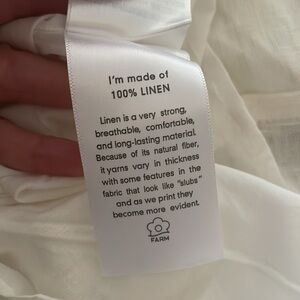 I'm made of
100% LINEN
Linen is a very strong,
breathable, comfortable,
and long-lasting material.
Because of its natural fiber,
it yarns vary in thickness
with some features in the
fabric that look like "slubs"
and as we print they
become more evident.
FARM